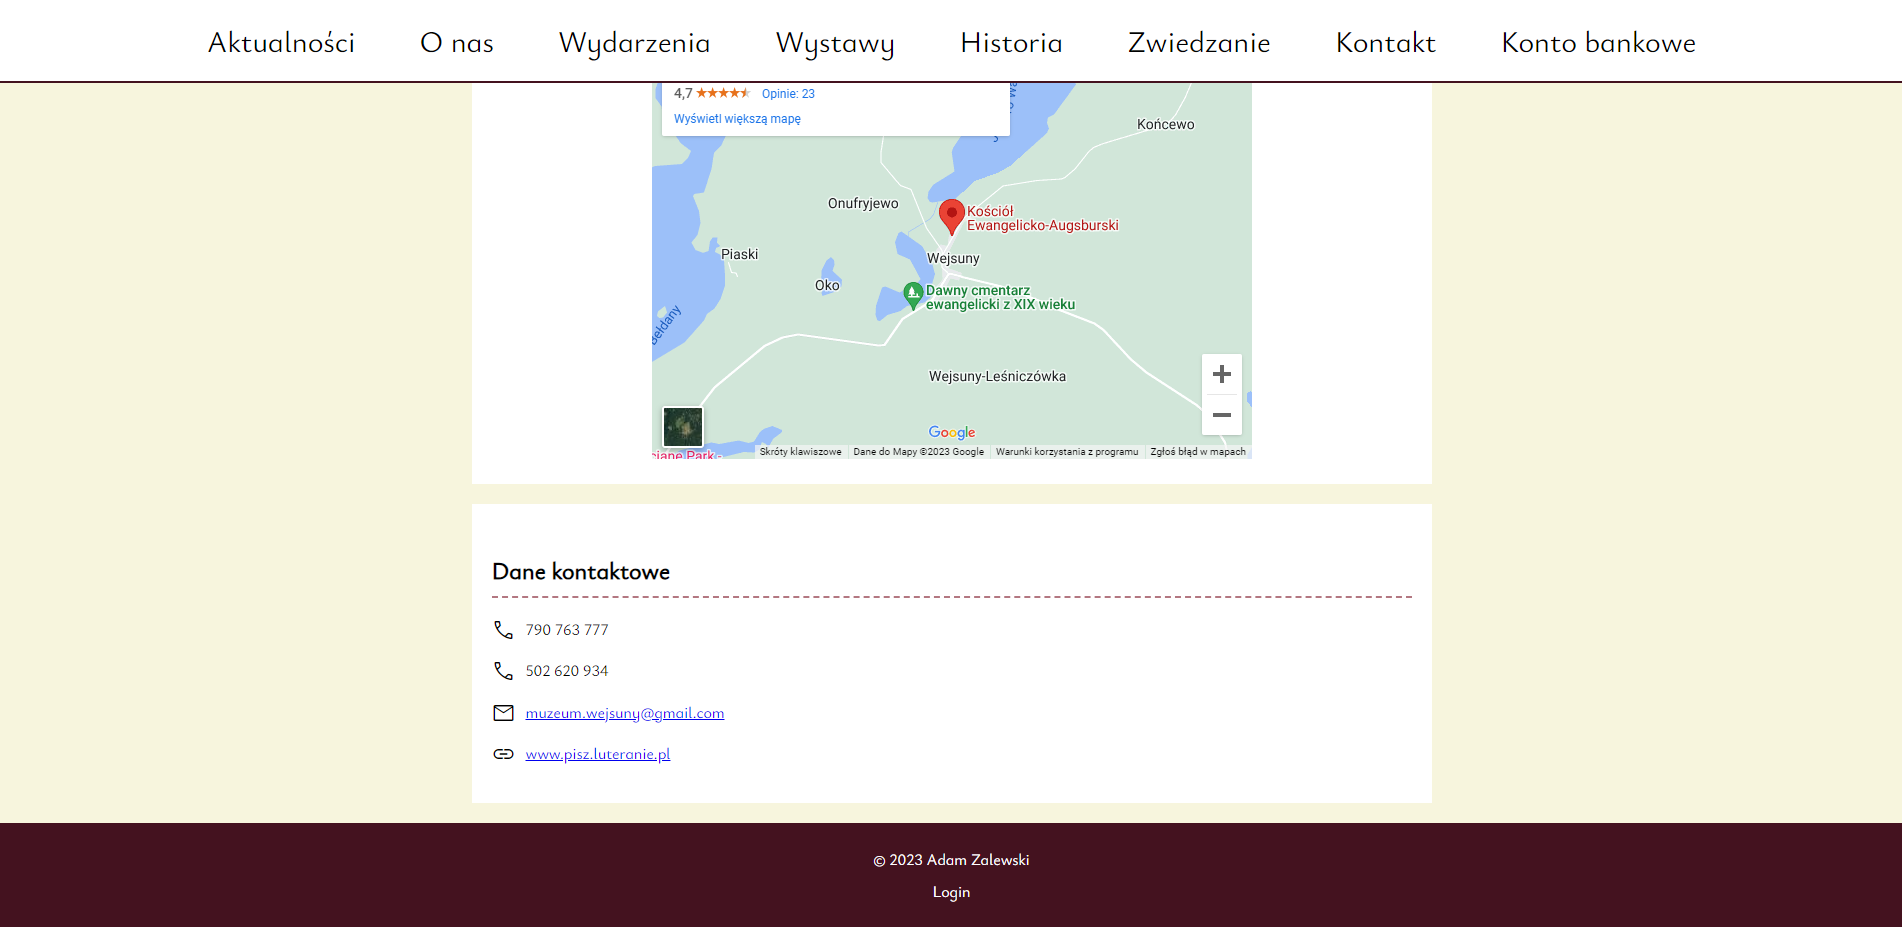 Aktualności O nas Wydarzenia Wystawy Historia Zwiedzanie Kontakt Konto bankowe
4,7 Opinie: 23
Wyświetl większą mapę
Końcewo
Onufryjewo
Kościół
Ewangelicko-Augsburski
Piaski
Wejsuny
Oko
Dawny cmentarz
ewangelicki z XIX wieku
Bełdany
Wejsuny-Leśniczówka
Google
Skróty klawiszowe Dane do Mapy ©2023 Google Warunki korzystania z programu Zgłoś błąd w mapach
Dane kontaktowe
790 763 777
502 620 934
muzeum.wejsuny@gmail.com
www.pisz.luteranie.pl
© 2023 Adam Zalewski
Login